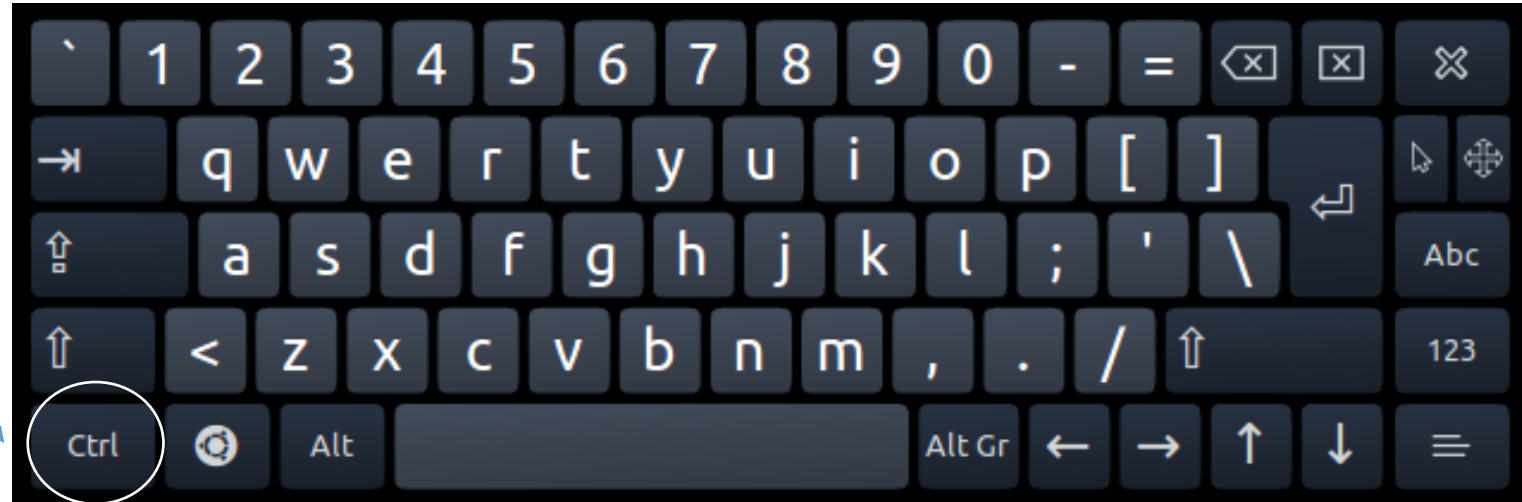 ` 1 2 3 4 5 6 7 8 9 0 - =
q w e r t y u i o p [ ]
a s d f g h j k l ; ' \ Abc
< z x c v b n m , . / 123
Ctrl Alt Alt Gr ← → ↑ ↓